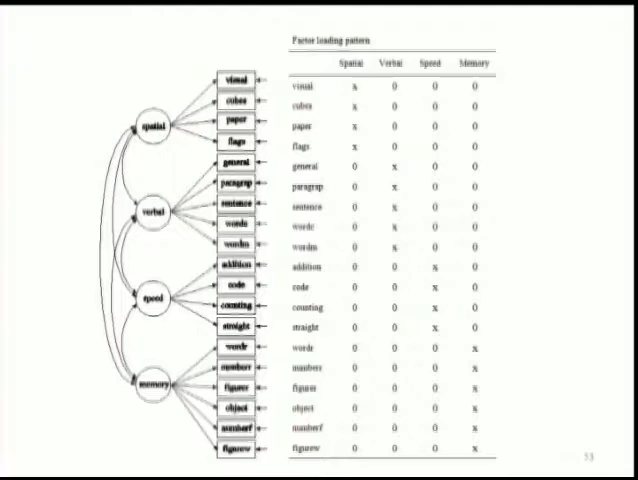 Factor loading pattern
Spatial Verbal Speed Memory
visual x 0 0 0
cubes x 0 0 0
paper x 0 0 0
flags x 0 0 0
general 0 x 0 0
paragrap 0 x 0 0
sentence 0 x 0 0
wordc 0 x 0 0
wordm 0 x 0 0
addition 0 0 x 0
code 0 0 x 0
counting 0 0 x 0
straight 0 0 x 0
wordr 0 0 0 x
numberr 0 0 0 x
figurer 0 0 0 x
object 0 0 0 x
numberf 0 0 0 x
figurew 0 0 0 x
spatial
verbal
speed
memory
visual
cubes
paper
flags
general
paragrap
sentence
wordc
wordm
addition
code
counting
straight
wordr
numberr
figurer
object
numberf
figurew
53